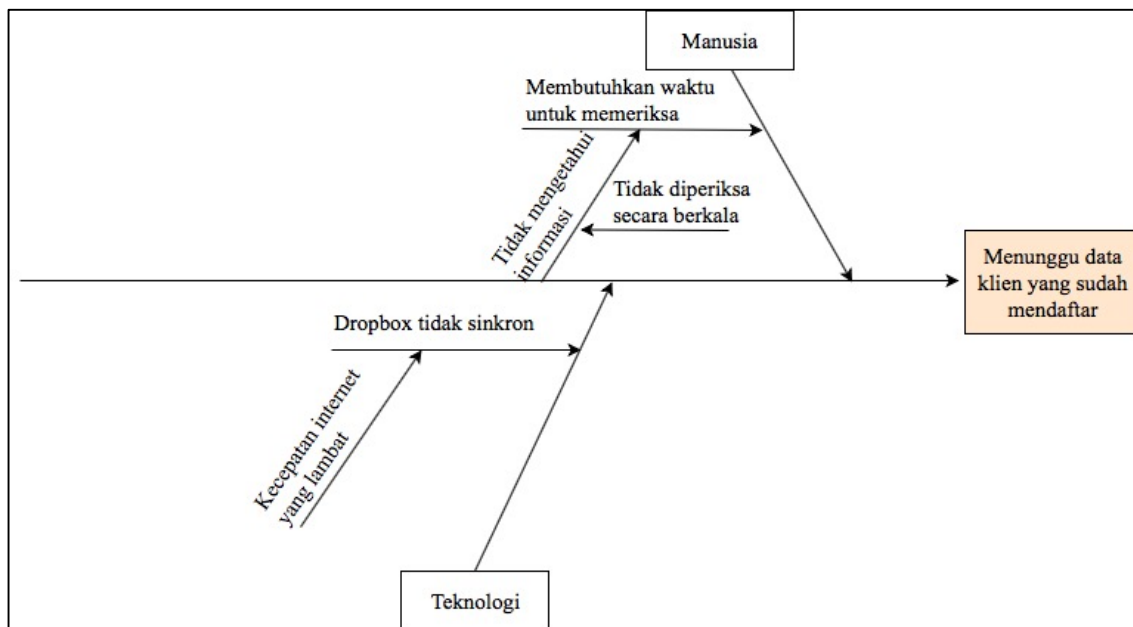 Manusia
Membutuhkan waktu
untuk memeriksa
Tidak mengetahui
informasi
Tidak diperiksa
secara berkala
Menunggu data
klien yang sudah
mendaftar
Dropbox tidak sinkron
Kecepatan internet
yang lambat
Teknologi